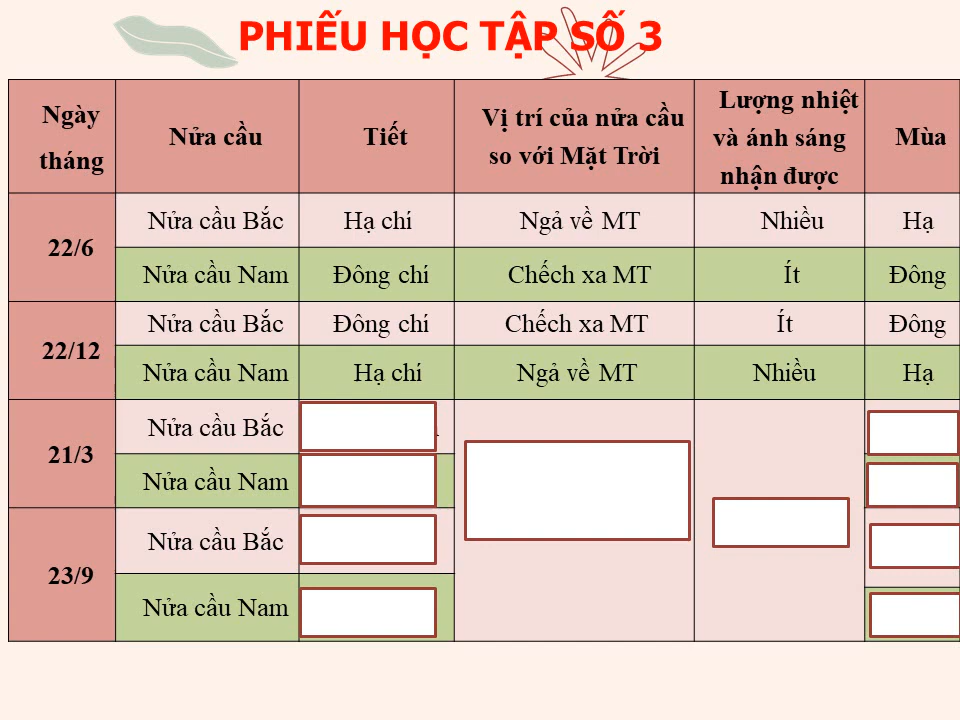 PHIẾU HỌC TẬP SỐ 3
Ngày
tháng
Nửa cầu
Tiết
Vị trí của nửa cầu
so với Mặt Trời
Lượng nhiệt
và ánh sáng
nhận được
Mùa
22/6
Nửa cầu Bắc
Hạ chí
Ngả về MT
Nhiều
Hạ
Nửa cầu Nam
Đông chí
Chếch xa MT
Ít
Đông
22/12
Nửa cầu Bắc
Đông chí
Chếch xa MT
Ít
Đông
Nửa cầu Nam
Hạ chí
Ngả về MT
Nhiều
Hạ
21/3
Nửa cầu Bắc
Nửa cầu Nam
23/9
Nửa cầu Bắc
Nửa cầu Nam